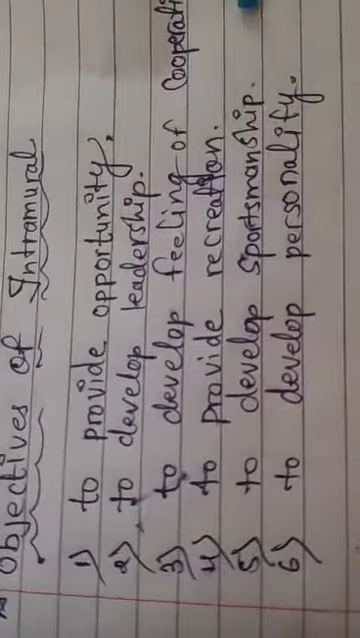 Objectives of Intramural
1) to provide opportunity.
2) to develop leadership.
3) to develop feeling of Cooperati
4) to provide recreation.
5) to develop sportsmanship.
6) to develop personality.